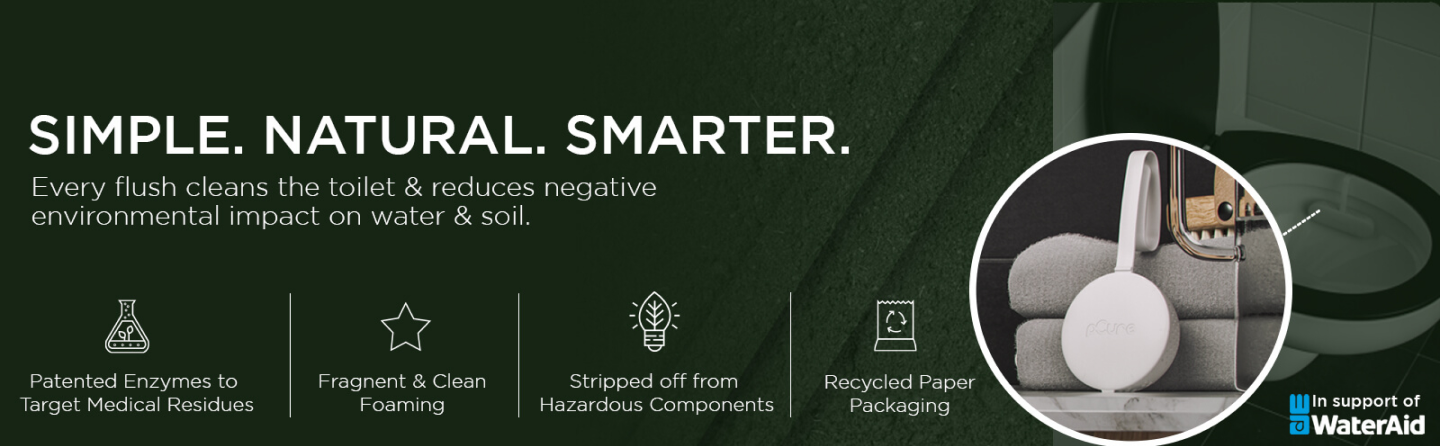 SIMPLE. NATURAL. SMARTER.
Every flush cleans the toilet & reduces negative
environmental impact on water & soil.
Patented Enzymes to
Target Medical Residues
Fragnent & Clean
Foaming
Stripped off from
Hazardous Components
Recycled Paper
Packaging
pCure
In support of
WaterAid